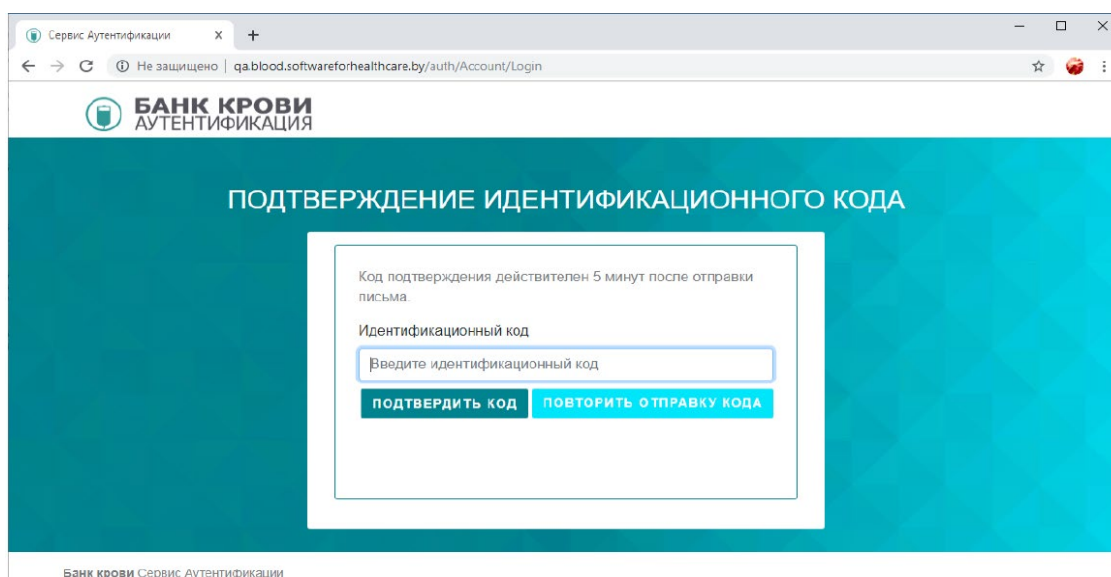 Сервис Аутентификации
Не защищено | qa.blood.softwareforhealthcare.by/auth/Account/Login
БАНК КРОВИ
АУТЕНТИФИКАЦИЯ
ПОДТВЕРЖДЕНИЕ ИДЕНТИФИКАЦИОННОГО КОДА
Код подтверждения действителен 5 минут после отправки
письма.
Идентификационный код
Введите идентификационный код
ПОДТВЕРДИТЬ КОД ПОВТОРИТЬ ОТПРАВКУ КОДА
Банк крови Сервис Аутентификации